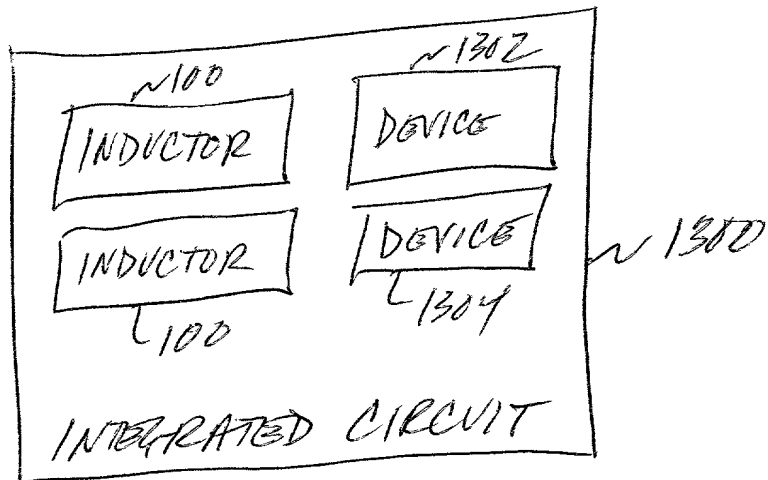 100 1302
INDUCTOR DEVICE
INDUCTOR DEVICE
1300
100 1304
INTEGRATED CIRCUIT